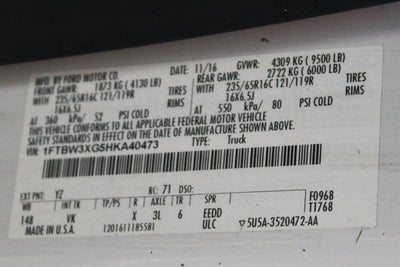 MFD. BY FORD MOTOR CO.
DATE: 11/16 GVWR: 4309 KG ( 9500 LB)
FRONT GAWR: 1873 KG ( 4130 LB) REAR GAWR: 2722 KG ( 6000 LB)
WITH 235/65R16C 121/119R TIRES WITH 235/65R16C 121/119R TIRES
16X6.5J RIMS 16X6.5J RIMS
AT 360 kPa/ 52 PSI COLD AT 550 kPa/ 80 PSI COLD
THIS VEHICLE CONFORMS TO ALL APPLICABLE FEDERAL MOTOR VEHICLE
SAFETY STANDARDS IN EFFECT ON THE DATE OF MANUFACTURE SHOWN ABOVE.
VIN: 1FTBW3XG5HKA40473 TYPE: Truck
EXT PNT: YZ RC: 71 DSO: F0968
WB INT TR TP/PS R AXLE TR SPR T1768
148 VK X 3L 6 EEDD
MADE IN U.S.A. 1201611185581 ULC ▽5U5A-3520472-AA